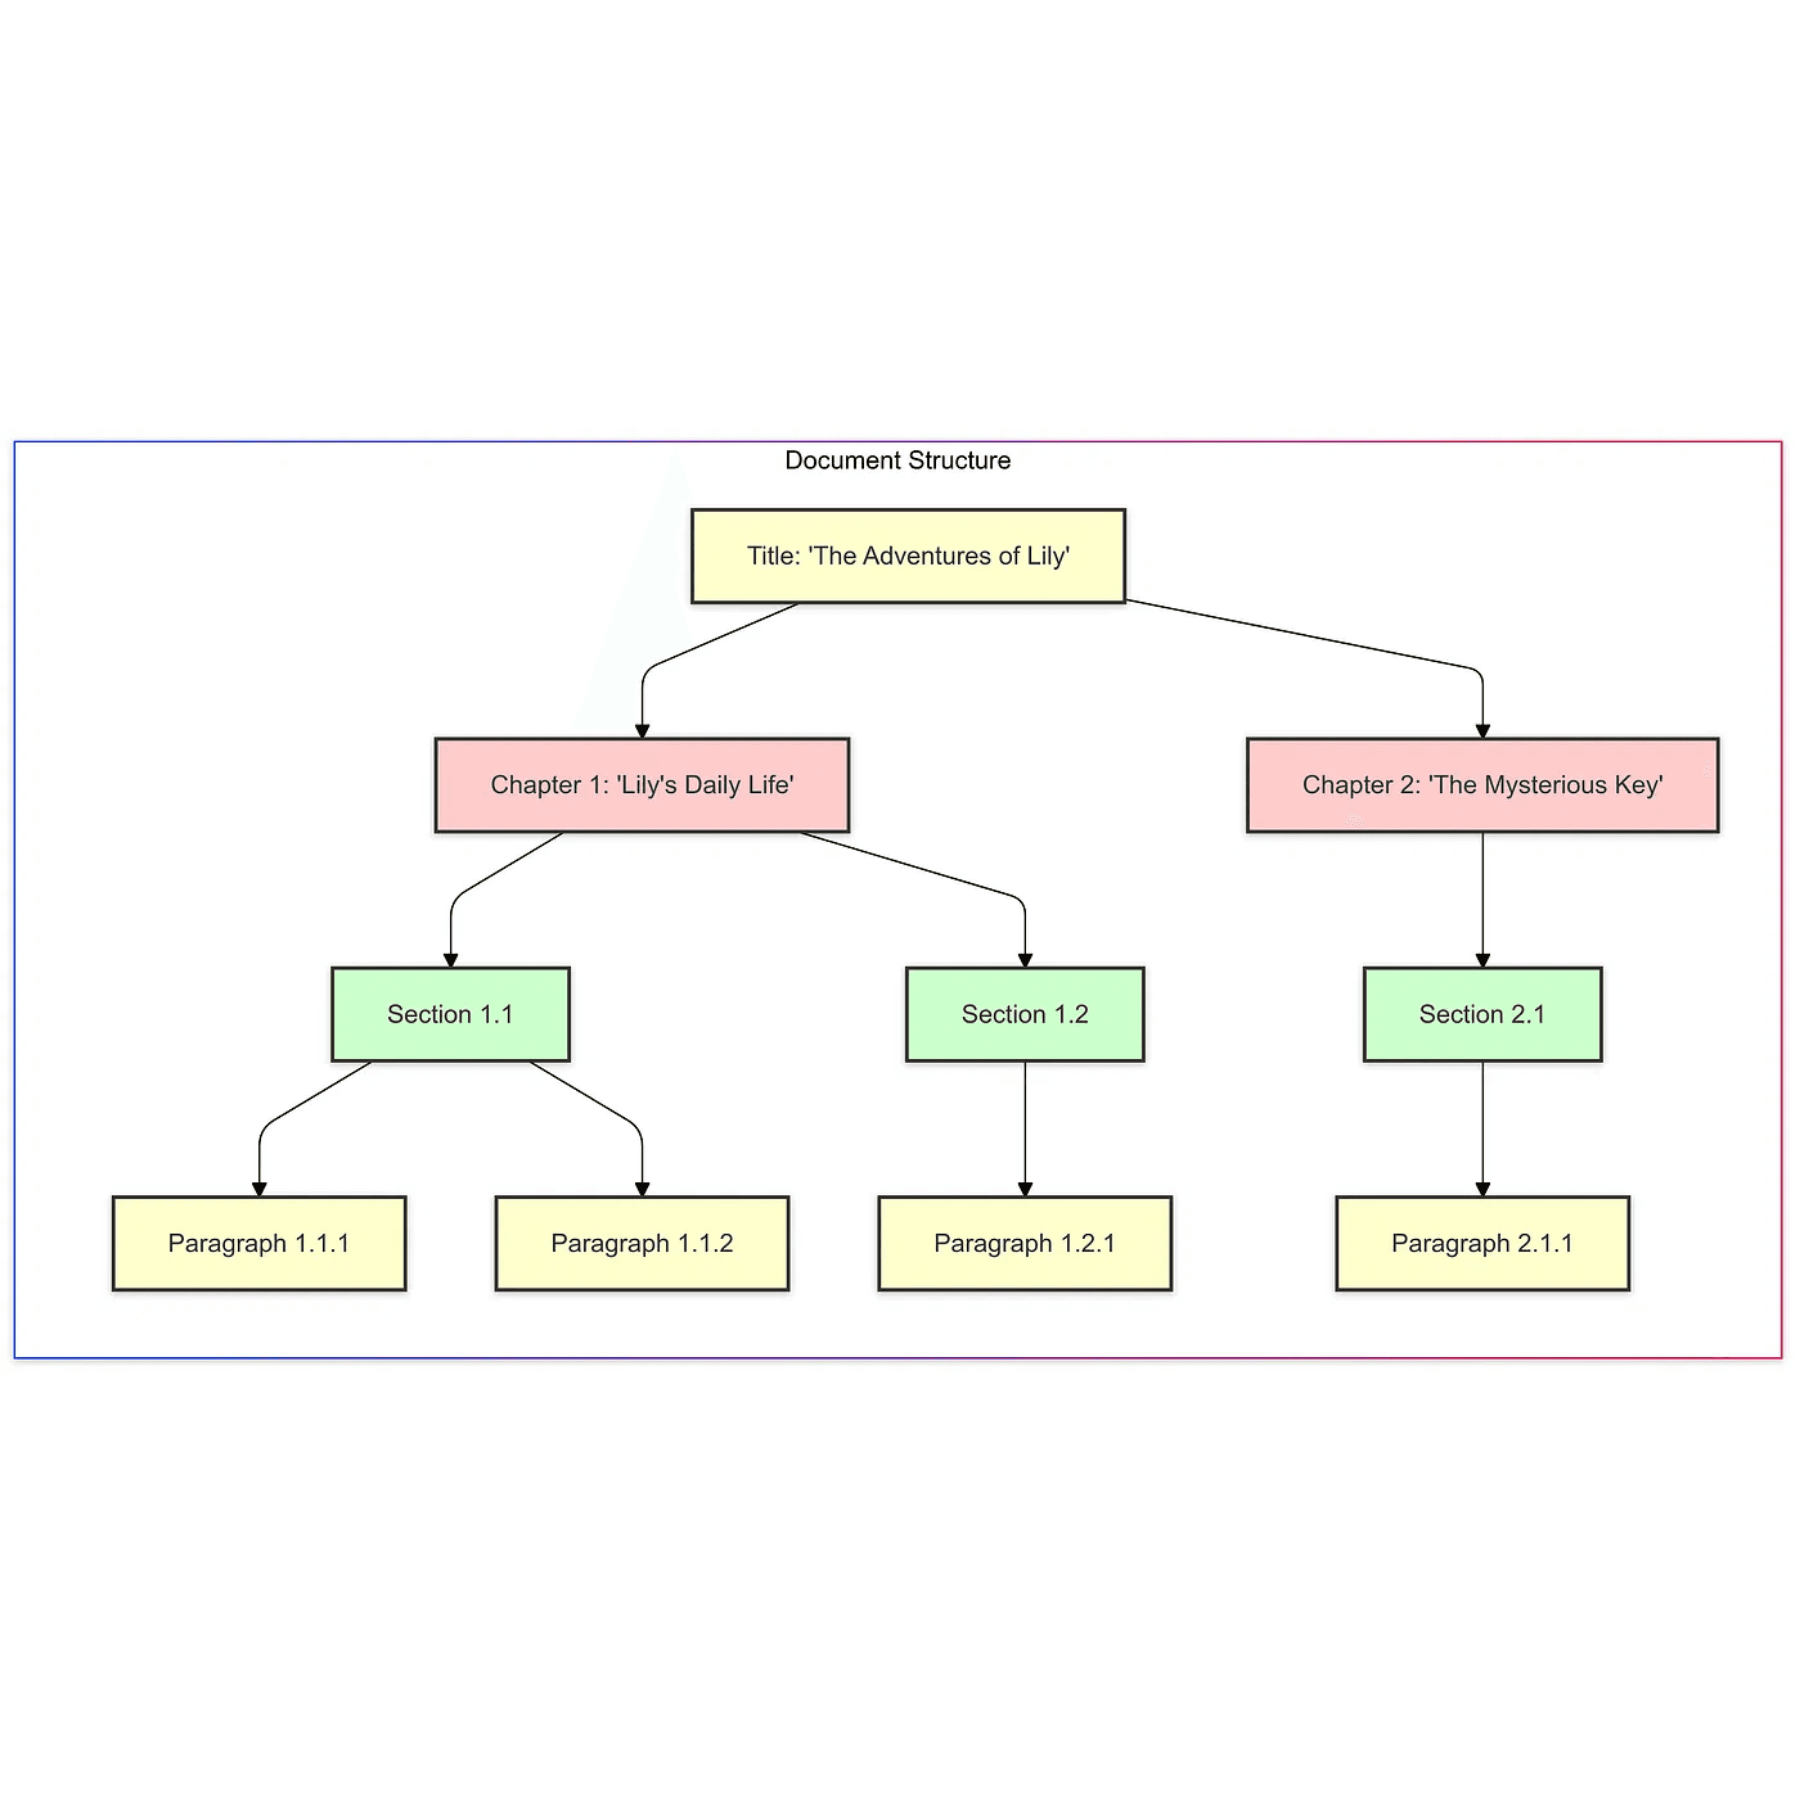 Document Structure
Title: 'The Adventures of Lily'
Chapter 1: 'Lily's Daily Life'
Chapter 2: 'The Mysterious Key'
Section 1.1
Section 1.2
Section 2.1
Paragraph 1.1.1
Paragraph 1.1.2
Paragraph 1.2.1
Paragraph 2.1.1